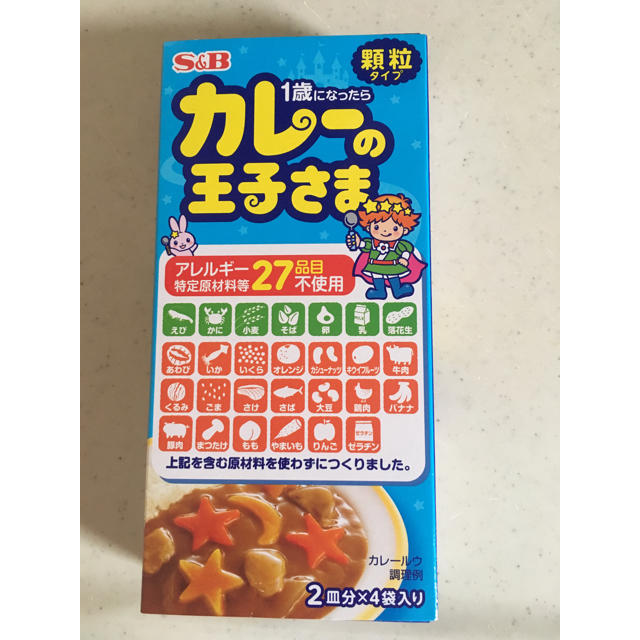 S&B
顆粒
タイプ
1歳になったら
カレーの
王子さま
アレルギー
特定原材料等
27品目
不使用
えび かに 小麦 そば 卵 乳 落花生
あわび いか いくら オレンジ カシューナッツ キウイフルーツ 牛肉
くるみ ごま さけ さば 大豆 鶏肉 バナナ
豚肉 まつたけ もも やまいも りんご ゼラチン
ゼラチン
上記を含む原材料を使わずにつくりました。
カレールウ
調理例
2皿分×4袋入り